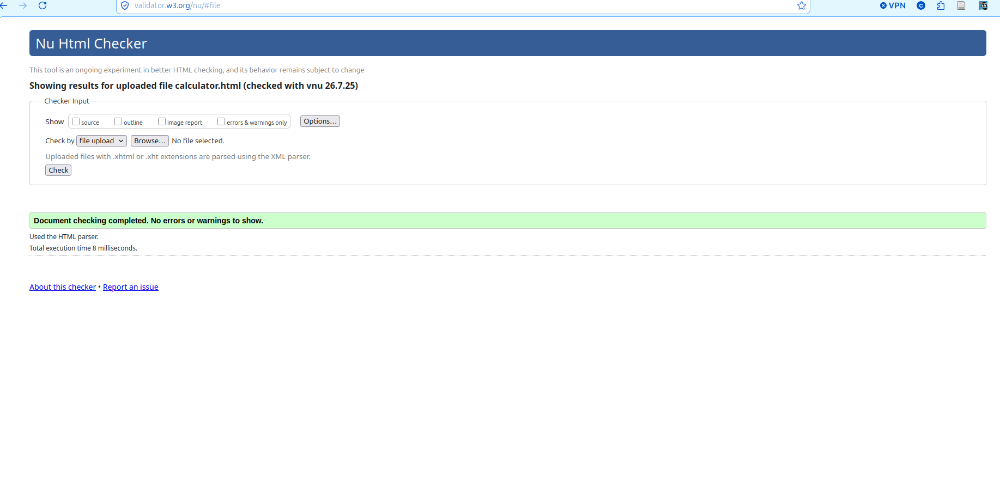 validator.w3.org/nu/#file
VPN
C
Nu Html Checker
This tool is an ongoing experiment in better HTML checking, and its behavior remains subject to change
Showing results for uploaded file calculator.html (checked with vnu 26.7.25)
Checker Input
Show source outline image report errors & warnings only Options...
Check by file upload Browse... No file selected.
Uploaded files with .xhtml or .xht extensions are parsed using the XML parser.
Check
Document checking completed. No errors or warnings to show.
Used the HTML parser.
Total execution time 8 milliseconds.
About this checker • Report an issue